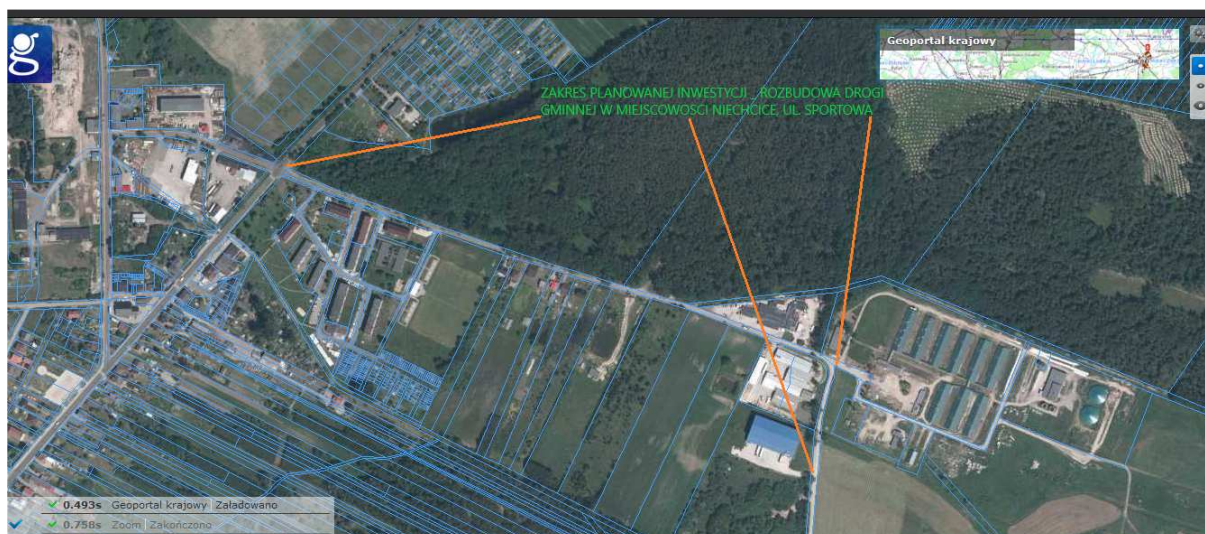 Geoportal krajowy
ZAKRES PLANOWANEJ INWESTYCJI _ ROZBUDOWA DROGI
GMINNEJ W MIEJSCOWOSCI NIECHCICE, UL. SPORTOWA
0.493s Geoportal krajowy Załadowano
0.758s Zoom Zakończono